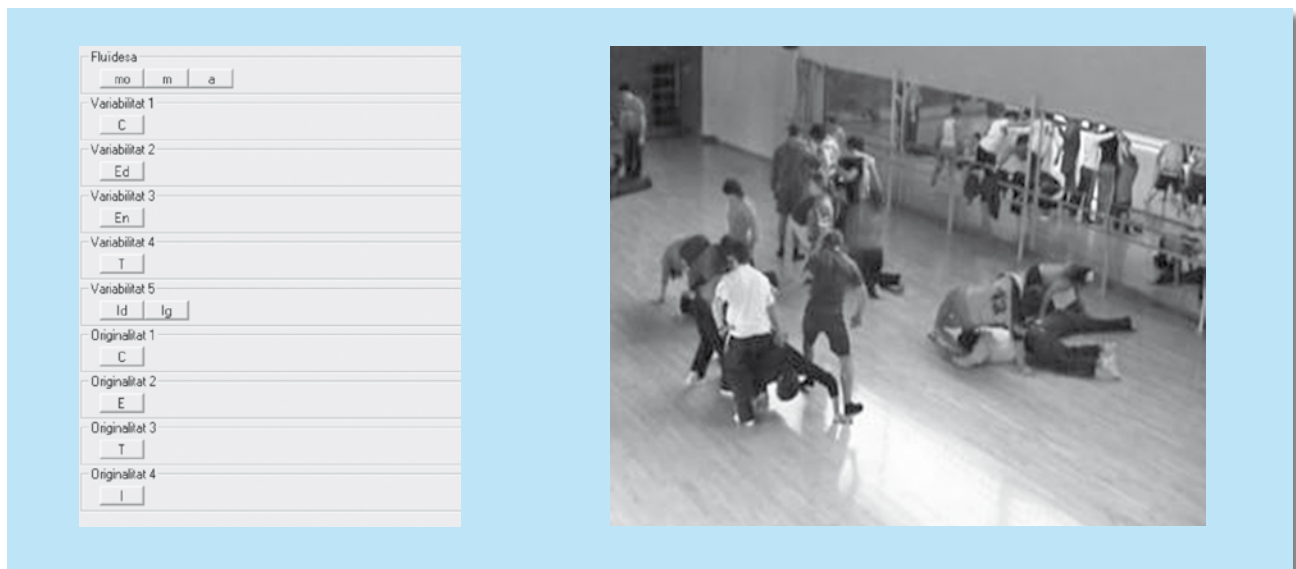 Fluïdesa
mo m a
Variabilitat 1
C
Variabilitat 2
Ed
Variabilitat 3
En
Variabilitat 4
T
Variabilitat 5
Id Ig
Originalitat 1
C
Originalitat 2
E
Originalitat 3
T
Originalitat 4
I